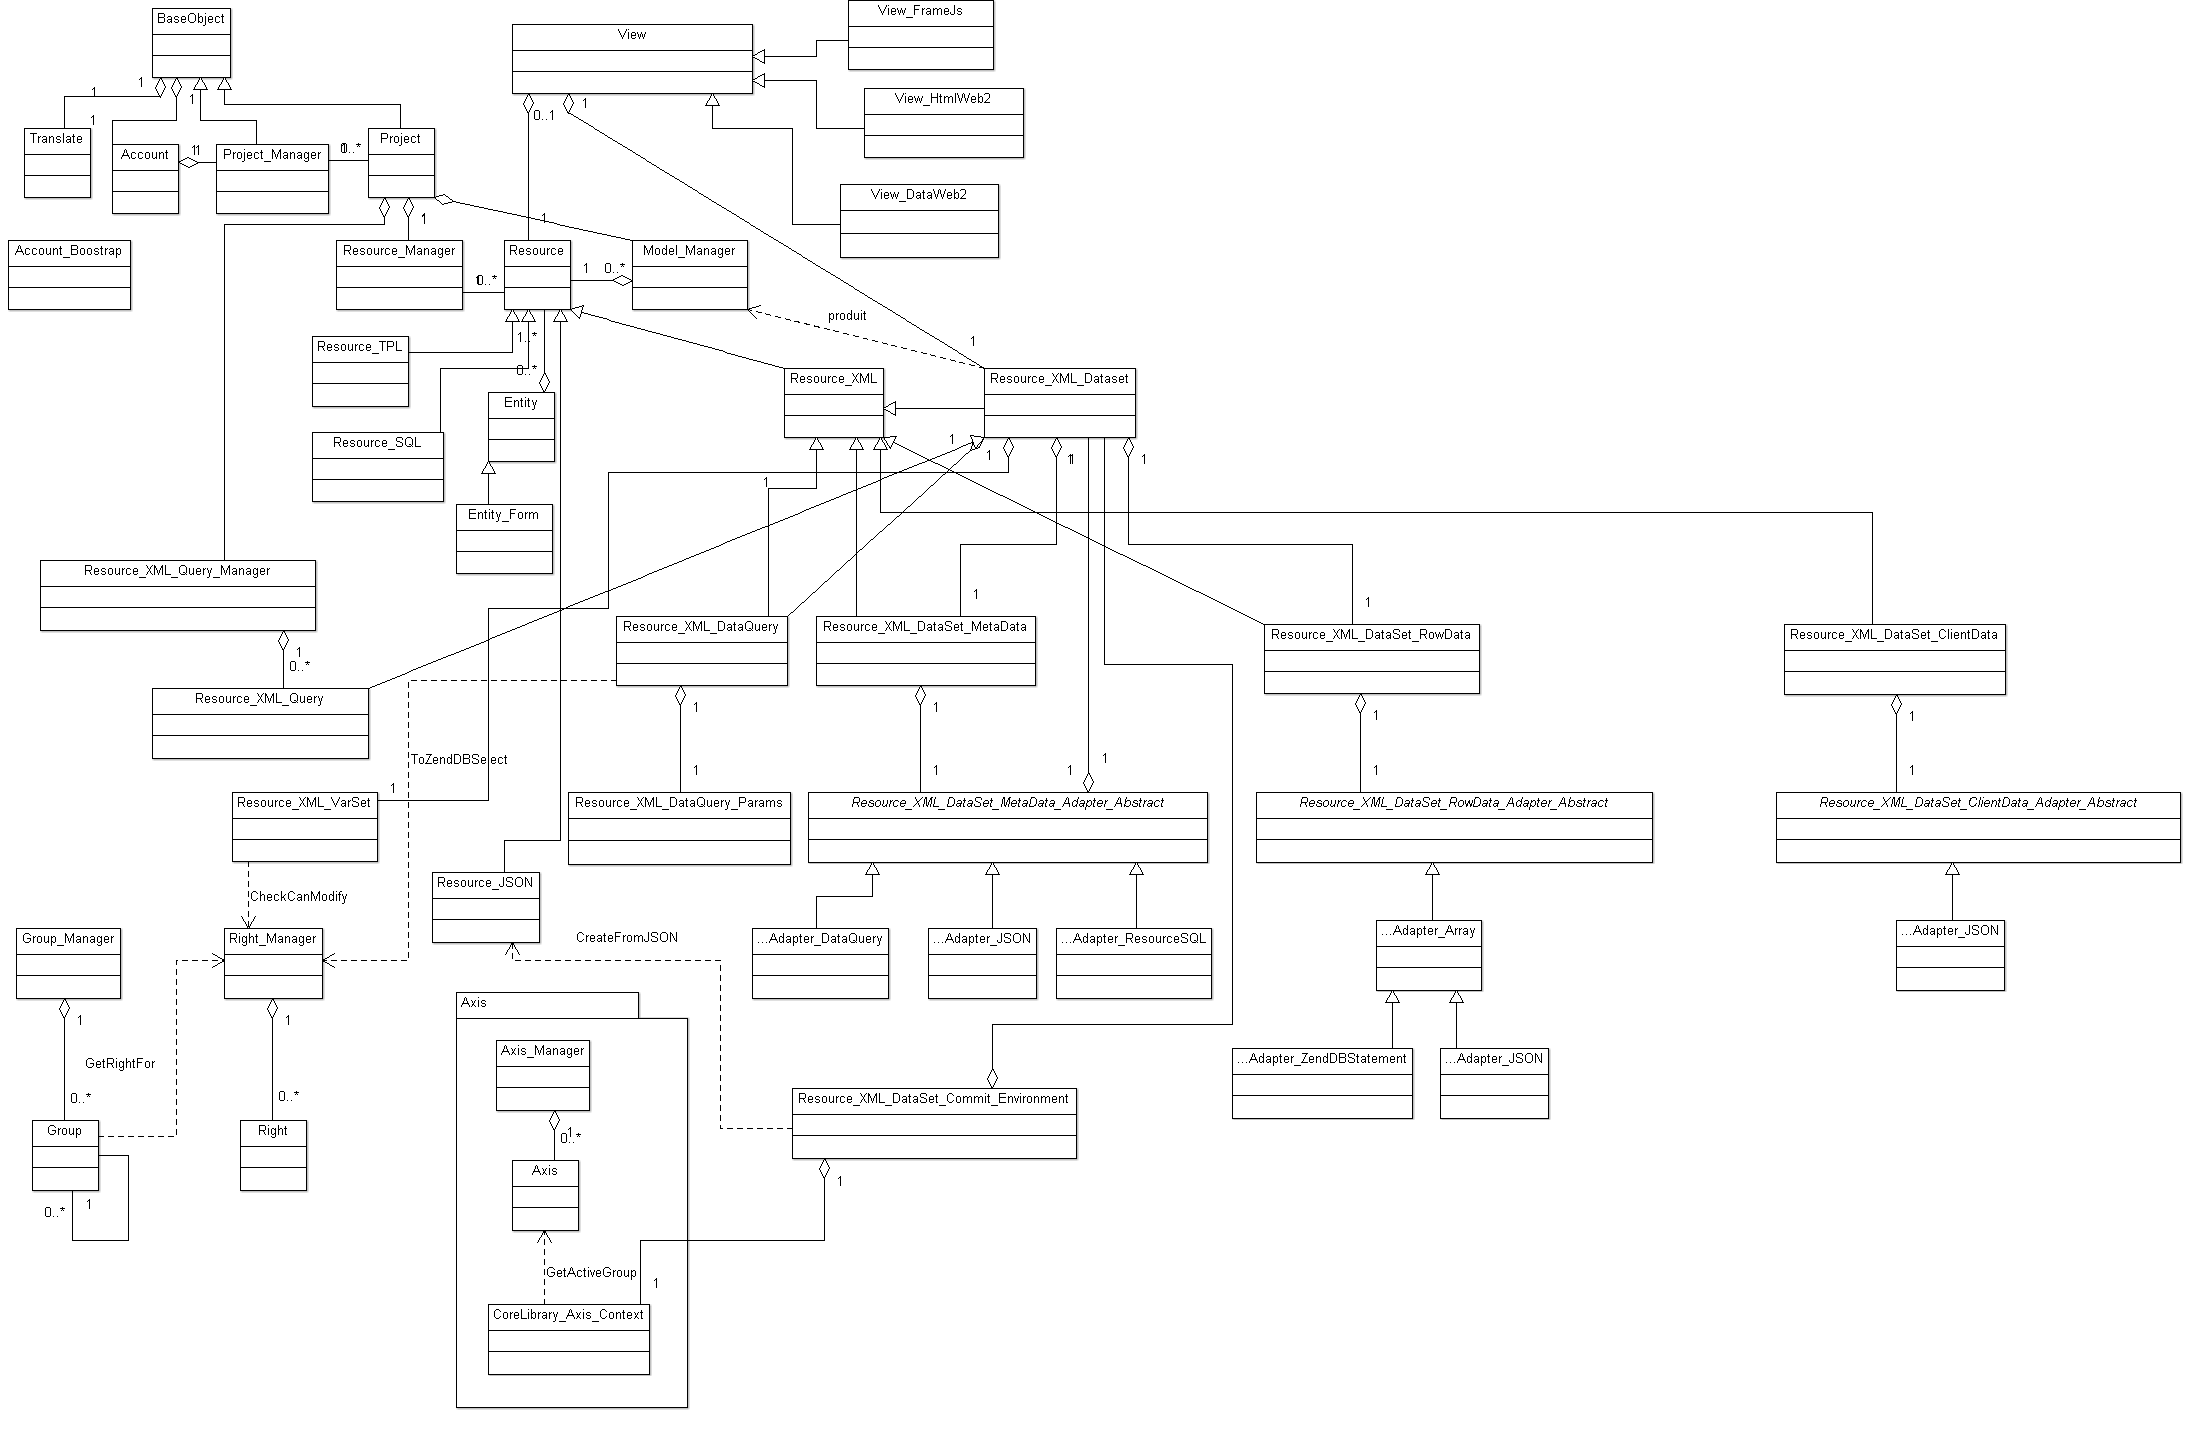 BaseObject
View
View_FrameJs
View_HtmlWeb2
View_DataWeb2
1
1
1
1
1
0..1
Translate
Account
11
Project_Manager
0..*
Project
1
1
Account_Boostrap
Resource_Manager
0..*
Resource
1
0..*
Model_Manager
produit
1
Resource_TPL
1..*
0..*
Resource_XML
Resource_XML_Dataset
Entity
Resource_SQL
1
1
1
1
1
Entity_Form
Resource_XML_Query_Manager
1
1
1
0..*
Resource_XML_DataQuery
Resource_XML_DataSet_MetaData
Resource_XML_DataSet_RowData
Resource_XML_DataSet_ClientData
Resource_XML_Query
1
1
1
1
ToZendDBSelect
1
1
1
1
1
1
1
Resource_XML_VarSet
Resource_XML_DataQuery_Params
Resource_XML_DataSet_MetaData_Adapter_Abstract
Resource_XML_DataSet_RowData_Adapter_Abstract
Resource_XML_DataSet_ClientData_Adapter_Abstract
Resource_JSON
CheckCanModify
Group_Manager
Right_Manager
CreateFromJSON
...Adapter_DataQuery
...Adapter_JSON
...Adapter_ResourceSQL
...Adapter_Array
...Adapter_JSON
Axis
1
1
GetRightFor
Axis_Manager
...Adapter_ZendDBStatement
...Adapter_JSON
0..*
0..*
Resource_XML_DataSet_Commit_Environment
Group
Right
1
0..*
Axis
1
1
0..*
GetActiveGroup
1
CoreLibrary_Axis_Context